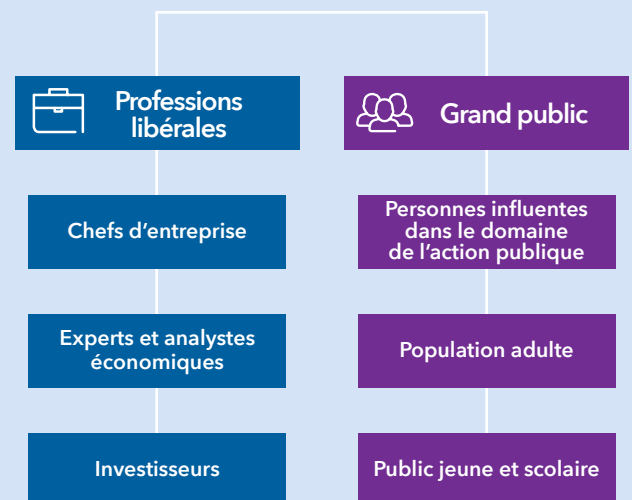 Professions
libérales
Grand public
Chefs d'entreprise
Personnes influentes
dans le domaine
de l'action publique
Experts et analystes
économiques
Population adulte
Investisseurs
Public jeune et scolaire